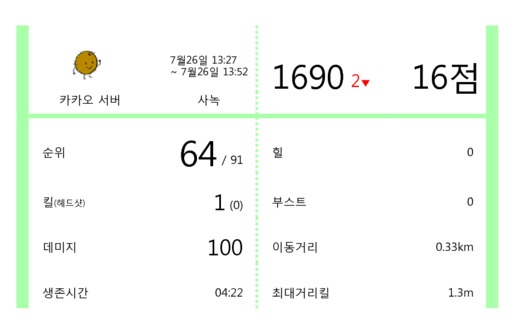 7월26일 13:27
~ 7월26일 13:52
카카오 서버
사녹
1690 2▼
16점
순위
64 / 91
킬(헤드샷)
1 (0)
데미지
100
생존시간
04:22
힐
0
부스트
0
이동거리
0.33km
최대거리킬
1.3m